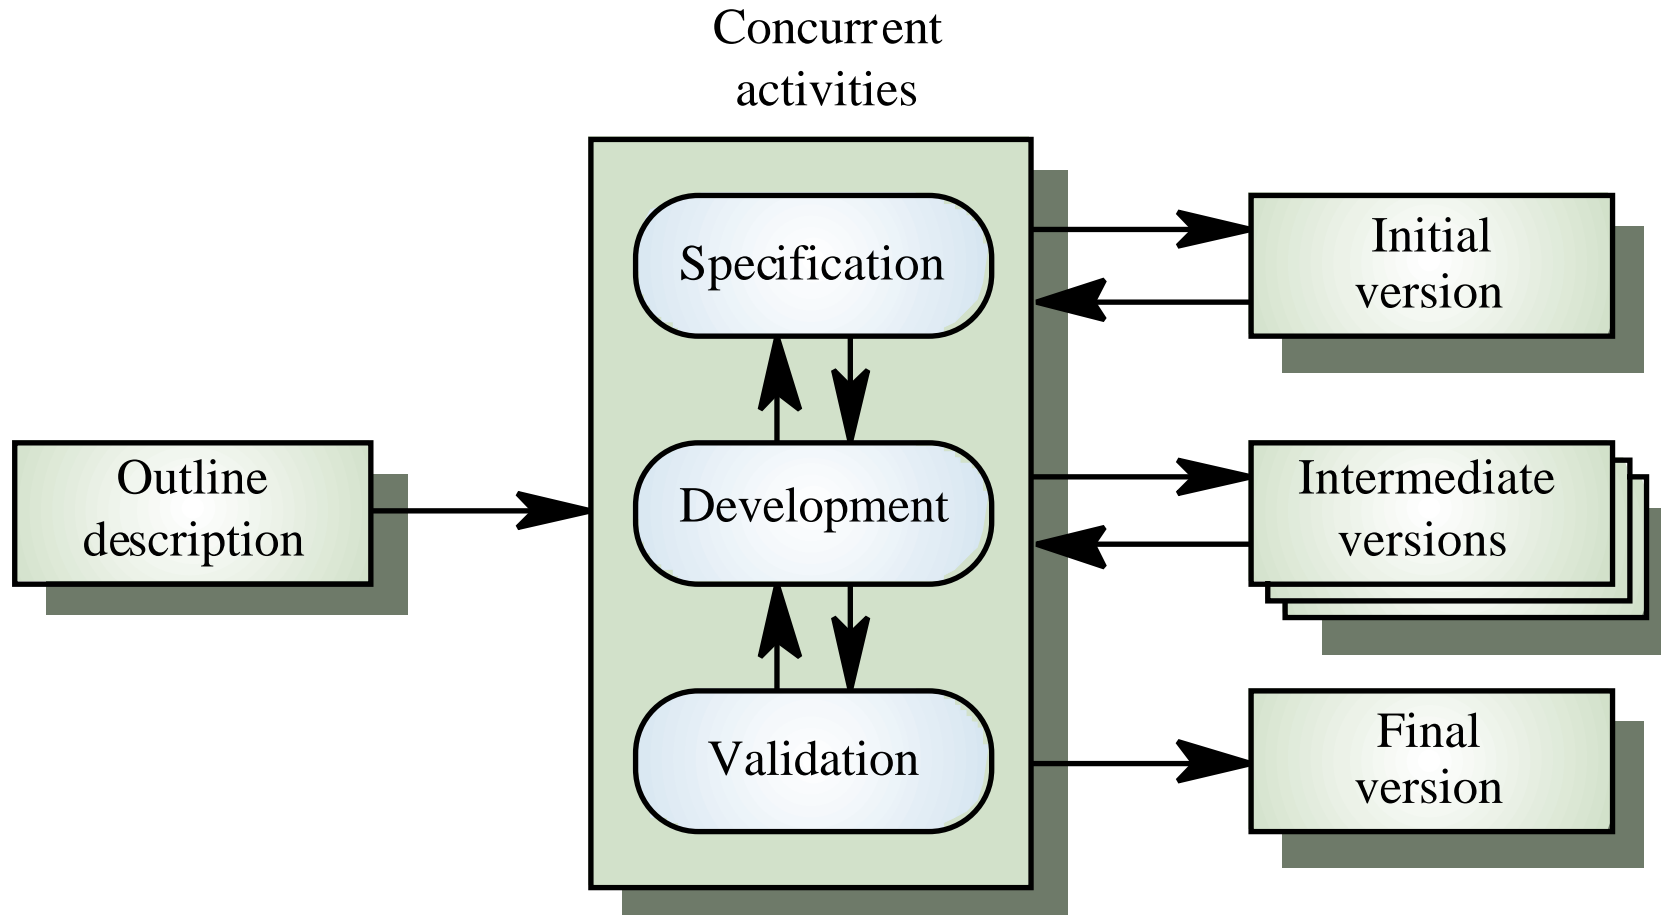 Concurrent
activities
Specification
Initial
version
Outline
description
Development
Intermediate
versions
Validation
Final
version